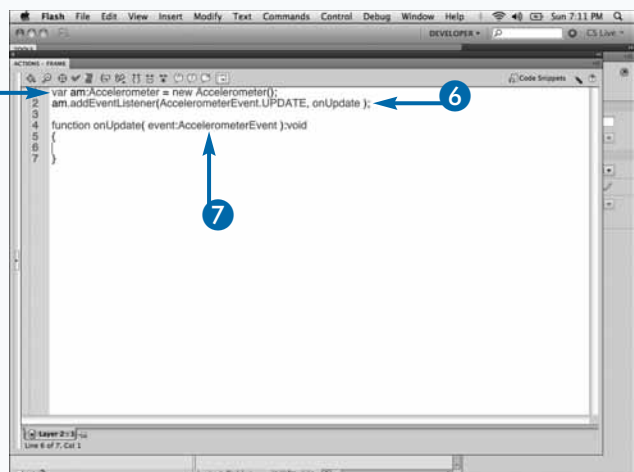 Flash File Edit View Insert Modify Text Commands Control Debug Window Help Sun 7:11 PM
DEVELOPER CS Live
TOOLS
ACTIONS - FRAME
Code Snippets
var am:Accelerometer = new Accelerometer();
2 am.addEventListener(AccelerometerEvent.UPDATE, onUpdate );
6
3
4 function onUpdate( event:AccelerometerEvent ):void
5 {
6
7 }
7
Layer 2 : 1
Line 6 of 7, Col 1